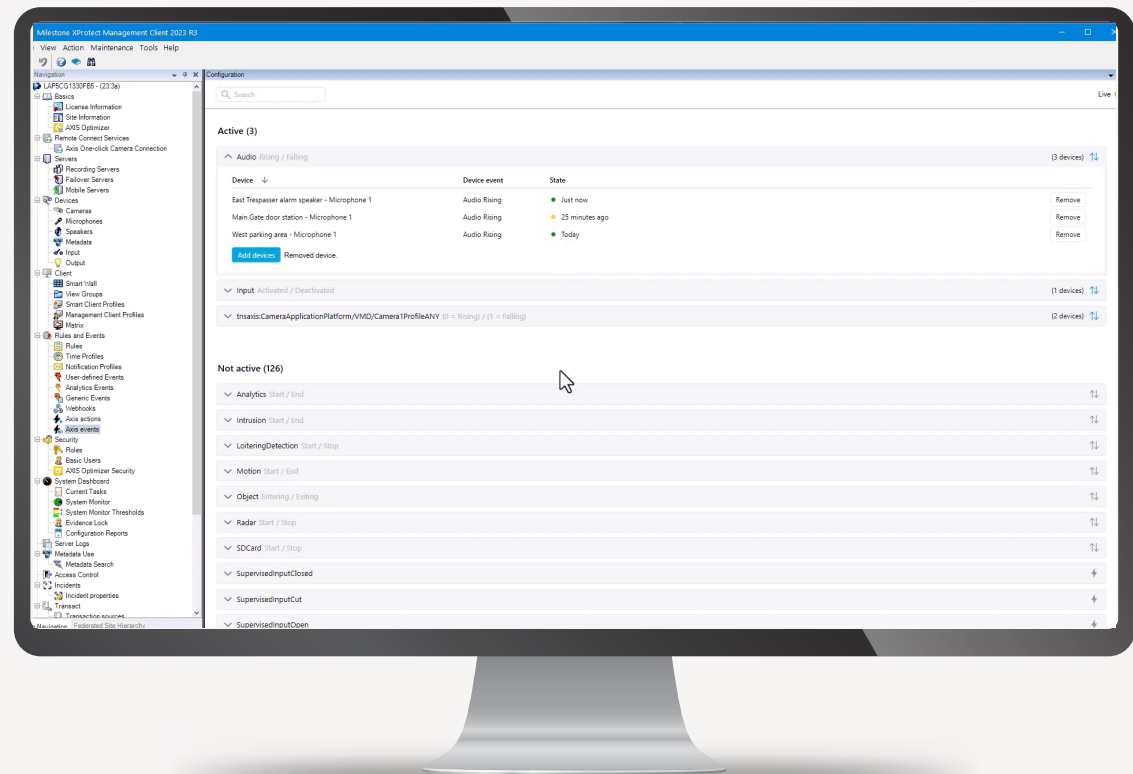 Milestone XProtect Management Client 2023 R3
View Action Maintenance Tools Help
Navigation
LAP5CG1330FB5 - (23.3a)
Basics
License Information
Site Information
AXIS Optimizer
Remote Connect Services
Axis One-click Camera Connection
Servers
Recording Servers
Failover Servers
Mobile Servers
Devices
Cameras
Microphones
Speakers
Metadata
Input
Output
Client
Smart Wall
View Groups
Smart Client Profiles
Management Client Profiles
Matrix
Rules and Events
Rules
Time Profiles
Notification Profiles
User-defined Events
Analytics Events
Generic Events
Webhooks
Axis actions
Axis events
Security
Roles
Basic Users
AXIS Optimizer Security
System Dashboard
Current Tasks
System Monitor
System Monitor Thresholds
Evidence Lock
Configuration Reports
Server Logs
Metadata Use
Metadata Search
Access Control
Incidents
Incident properties
Transact
Transaction sources
Navigation Federated Site Hierarchy
Configuration
Search
Live
Active (3)
Audio Rising / Falling (3 devices)
Device Device event State
East Trespasser alarm speaker - Microphone 1 Audio Rising Just now Remove
Main Gate door station - Microphone 1 Audio Rising 25 minutes ago Remove
West parking area - Microphone 1 Audio Rising Today Remove
Add devices Removed device.
Input Activated / Deactivated (1 devices)
tnsaxis:CameraApplicationPlatform/VMD/Camera1ProfileANY (0 = Rising) / (1 = Falling) (2 devices)
Not active (126)
Analytics Start / End
Intrusion Start / End
LoiteringDetection Start / Stop
Motion Start / End
Object Entering / Exiting
Radar Start / Stop
SDCard Start / Stop
SupervisedInputClosed
SupervisedInputCut
SupervisedInputOpen